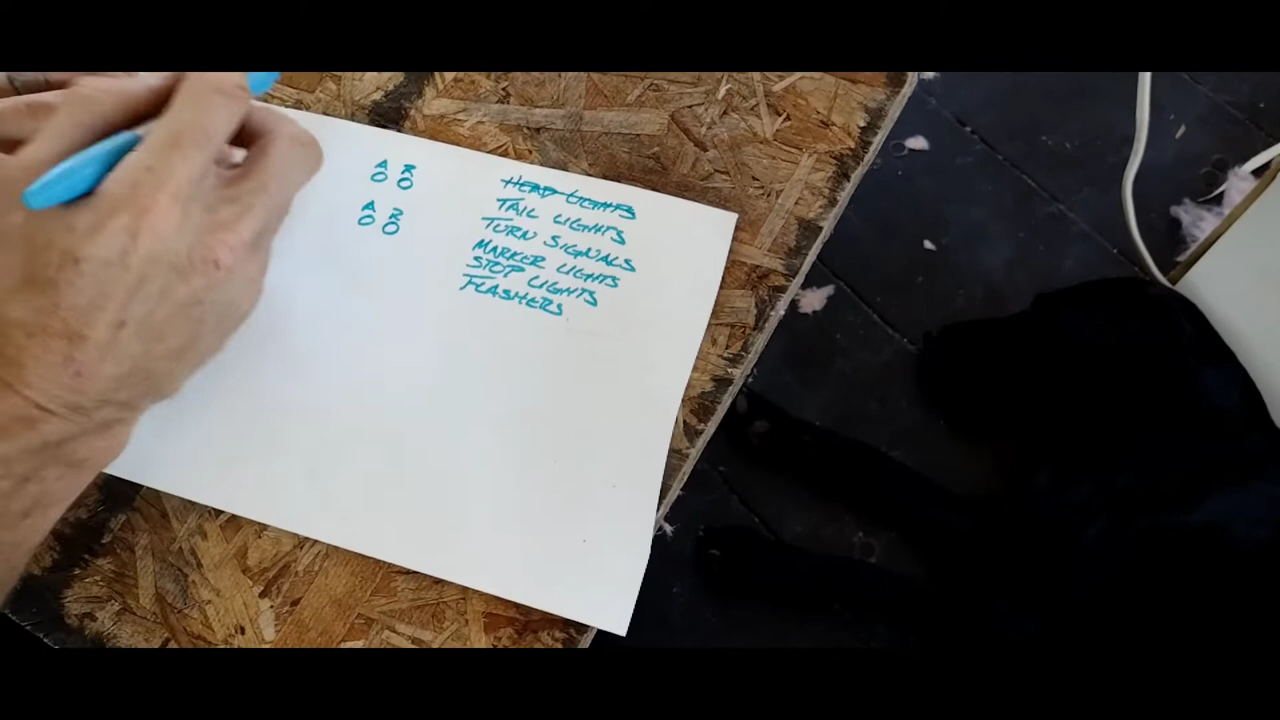 A R
O O
A R
O O
HEAD LIGHTS
TAIL LIGHTS
TURN SIGNALS
MARKER LIGHTS
STOP LIGHTS
FLASHERS